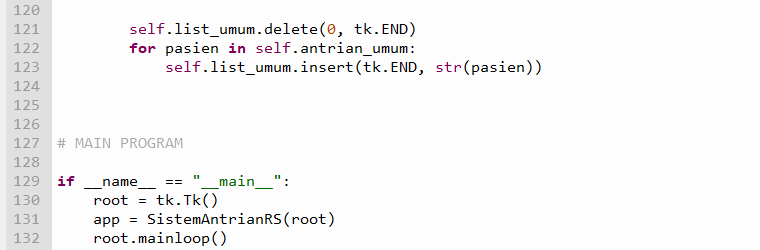 120
121         self.list_umum.delete(0, tk.END)
122         for pasien in self.antrian_umum:
123             self.list_umum.insert(tk.END, str(pasien))
124
125
126
127 # MAIN PROGRAM
128
129 if __name__ == "__main__":
130     root = tk.Tk()
131     app = SistemAntrianRS(root)
132     root.mainloop()